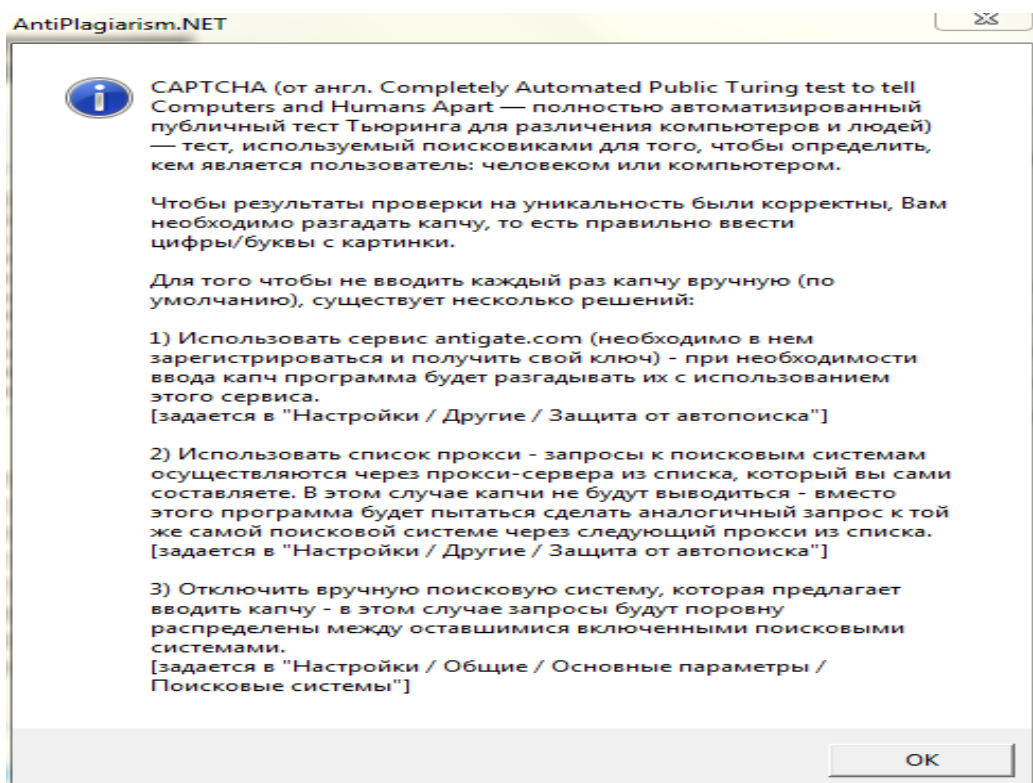 AntiPlagiarism.NET
CAPTCHA (от англ. Completely Automated Public Turing test to tell
Computers and Humans Apart — полностью автоматизированный
публичный тест Тьюринга для различения компьютеров и людей)
— тест, используемый поисковиками для того, чтобы определить,
кем является пользователь: человеком или компьютером.
Чтобы результаты проверки на уникальность были корректны, Вам
необходимо разгадать капчу, то есть правильно ввести
цифры/буквы с картинки.
Для того чтобы не вводить каждый раз капчу вручную (по
умолчанию), существует несколько решений:
1) Использовать сервис antigate.com (необходимо в нем
зарегистрироваться и получить свой ключ) - при необходимости
ввода капч программа будет разгадывать их с использованием
этого сервиса.
[задается в "Настройки / Другие / Защита от автопоиска"]
2) Использовать список прокси - запросы к поисковым системам
осуществляются через прокси-сервера из списка, который вы сами
составляете. В этом случае капчи не будут выводиться - вместо
этого программа будет пытаться сделать аналогичный запрос к той
же самой поисковой системе через следующий прокси из списка.
[задается в "Настройки / Другие / Защита от автопоиска"]
3) Отключить вручную поисковую систему, которая предлагает
вводить капчу - в этом случае запросы будут поровну
распределены между оставшимися включенными поисковыми
системами.
[задается в "Настройки / Общие / Основные параметры /
Поисковые системы"]
OK